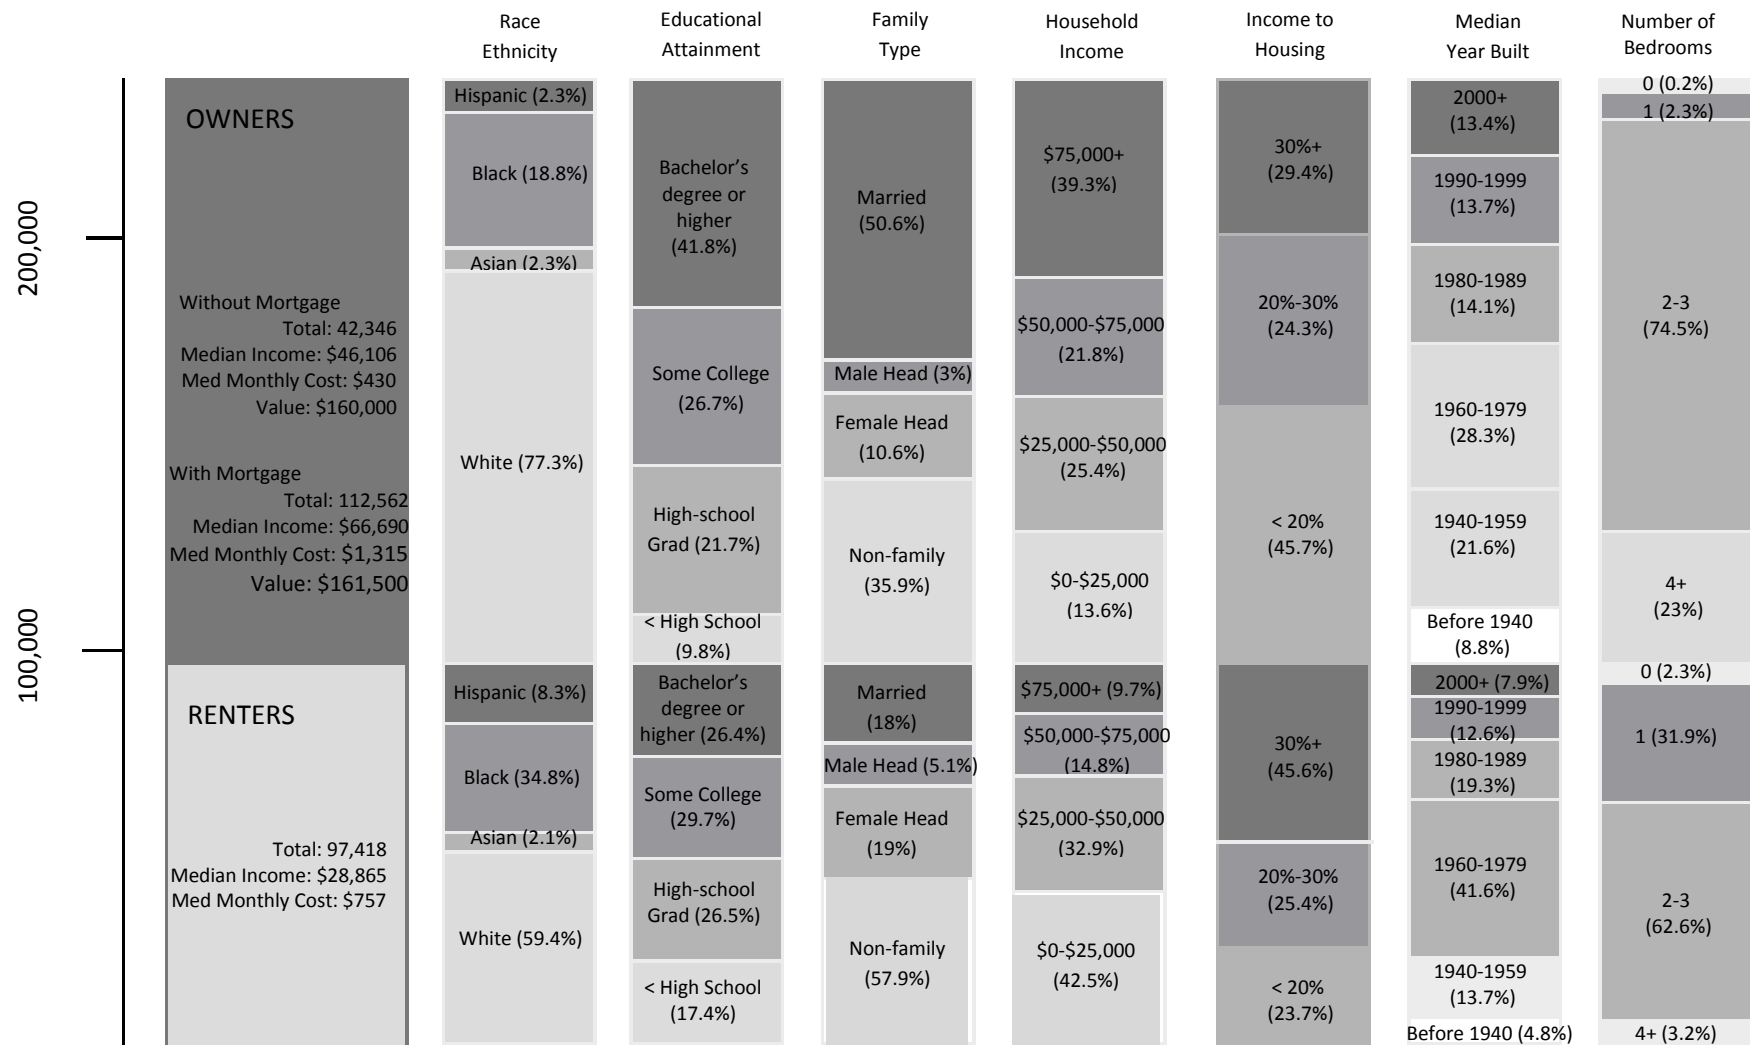 Race
Ethnicity
Educational
Attainment
Family
Type
Household
Income
Income to
Housing
Median
Year Built
Number of
Bedrooms
200,000
100,000
OWNERS
Without Mortgage
Total: 42,346
Median Income: $46,106
Med Monthly Cost: $430
Value: $160,000
With Mortgage
Total: 112,562
Median Income: $66,690
Med Monthly Cost: $1,315
Value: $161,500
Hispanic (2.3%)
Black (18.8%)
Asian (2.3%)
White (77.3%)
Bachelor’s
degree or
higher
(41.8%)
Some College
(26.7%)
High-school
Grad (21.7%)
< High School
(9.8%)
Married
(50.6%)
Male Head (3%)
Female Head
(10.6%)
Non-family
(35.9%)
$75,000+
(39.3%)
$50,000-$75,000
(21.8%)
$25,000-$50,000
(25.4%)
$0-$25,000
(13.6%)
30%+
(29.4%)
20%-30%
(24.3%)
< 20%
(45.7%)
2000+
(13.4%)
1990-1999
(13.7%)
1980-1989
(14.1%)
1960-1979
(28.3%)
1940-1959
(21.6%)
Before 1940
(8.8%)
0 (0.2%)
1 (2.3%)
2-3
(74.5%)
4+
(23%)
RENTERS
Total: 97,418
Median Income: $28,865
Med Monthly Cost: $757
Hispanic (8.3%)
Black (34.8%)
Asian (2.1%)
White (59.4%)
Bachelor’s
degree or
higher (26.4%)
Some College
(29.7%)
High-school
Grad (26.5%)
< High School
(17.4%)
Married
(18%)
Male Head (5.1%)
Female Head
(19%)
Non-family
(57.9%)
$75,000+ (9.7%)
$50,000-$75,000
(14.8%)
$25,000-$50,000
(32.9%)
$0-$25,000
(42.5%)
30%+
(45.6%)
20%-30%
(25.4%)
< 20%
(23.7%)
2000+ (7.9%)
1990-1999
(12.6%)
1980-1989
(19.3%)
1960-1979
(41.6%)
1940-1959
(13.7%)
Before 1940 (4.8%)
0 (2.3%)
1 (31.9%)
2-3
(62.6%)
4+ (3.2%)